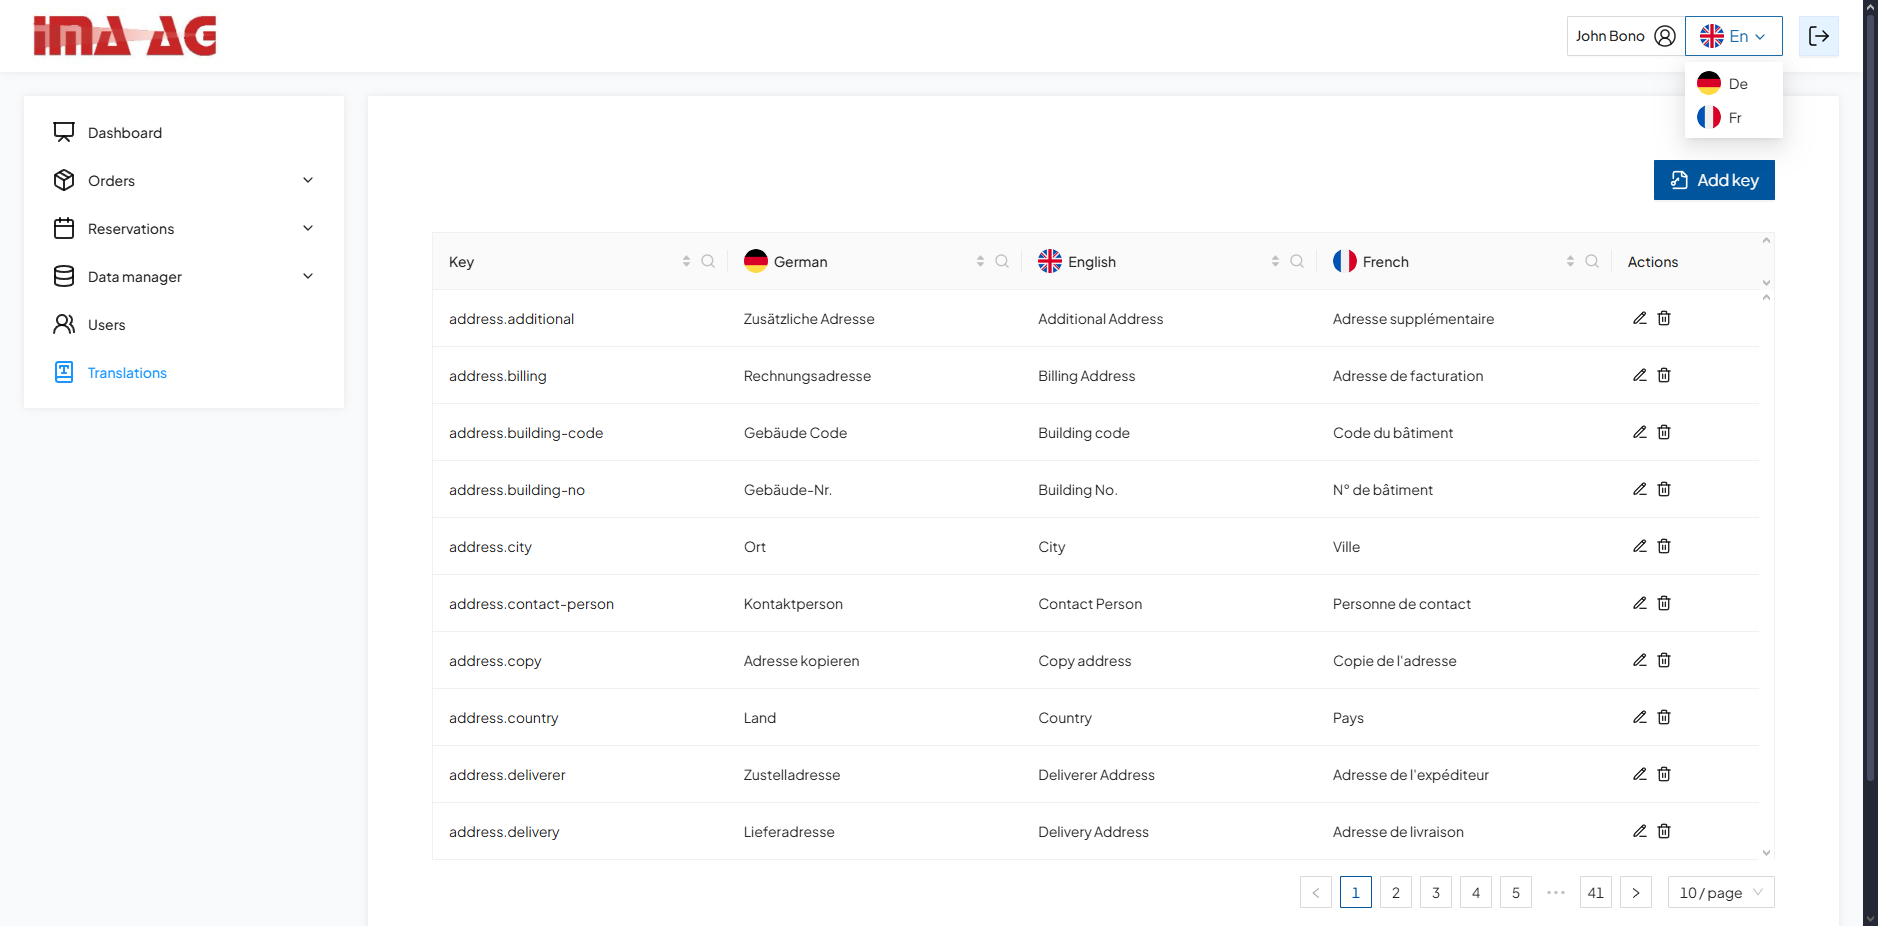 iMA-AG
John Bono
En
De
Fr
Dashboard
Orders
Reservations
Data manager
Users
Translations
Add key
Key German English French Actions
address.additional Zusätzliche Adresse Additional Address Adresse supplémentaire
address.billing Rechnungsadresse Billing Address Adresse de facturation
address.building-code Gebäude Code Building code Code du bâtiment
address.building-no Gebäude-Nr. Building No. N° de bâtiment
address.city Ort City Ville
address.contact-person Kontaktperson Contact Person Personne de contact
address.copy Adresse kopieren Copy address Copie de l'adresse
address.country Land Country Pays
address.deliverer Zustelladresse Deliverer Address Adresse de l'expéditeur
address.delivery Lieferadresse Delivery Address Adresse de livraison
< 1 2 3 4 5 ••• 41 > 10 / page